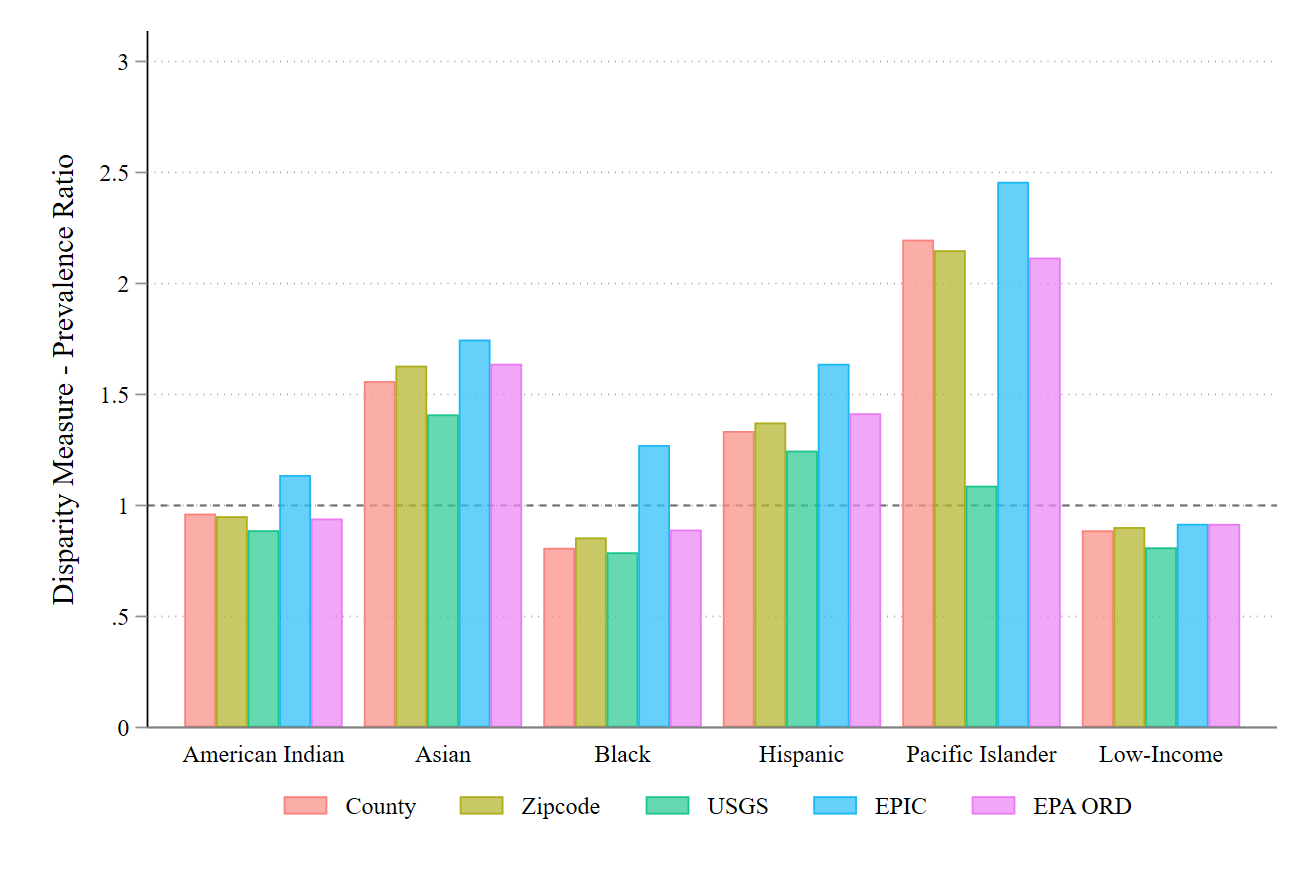 Disparity Measure - Prevalence Ratio
3
2.5
2
1.5
1
.5
0
American Indian Asian Black Hispanic Pacific Islander Low-Income
County Zipcode USGS EPIC EPA ORD